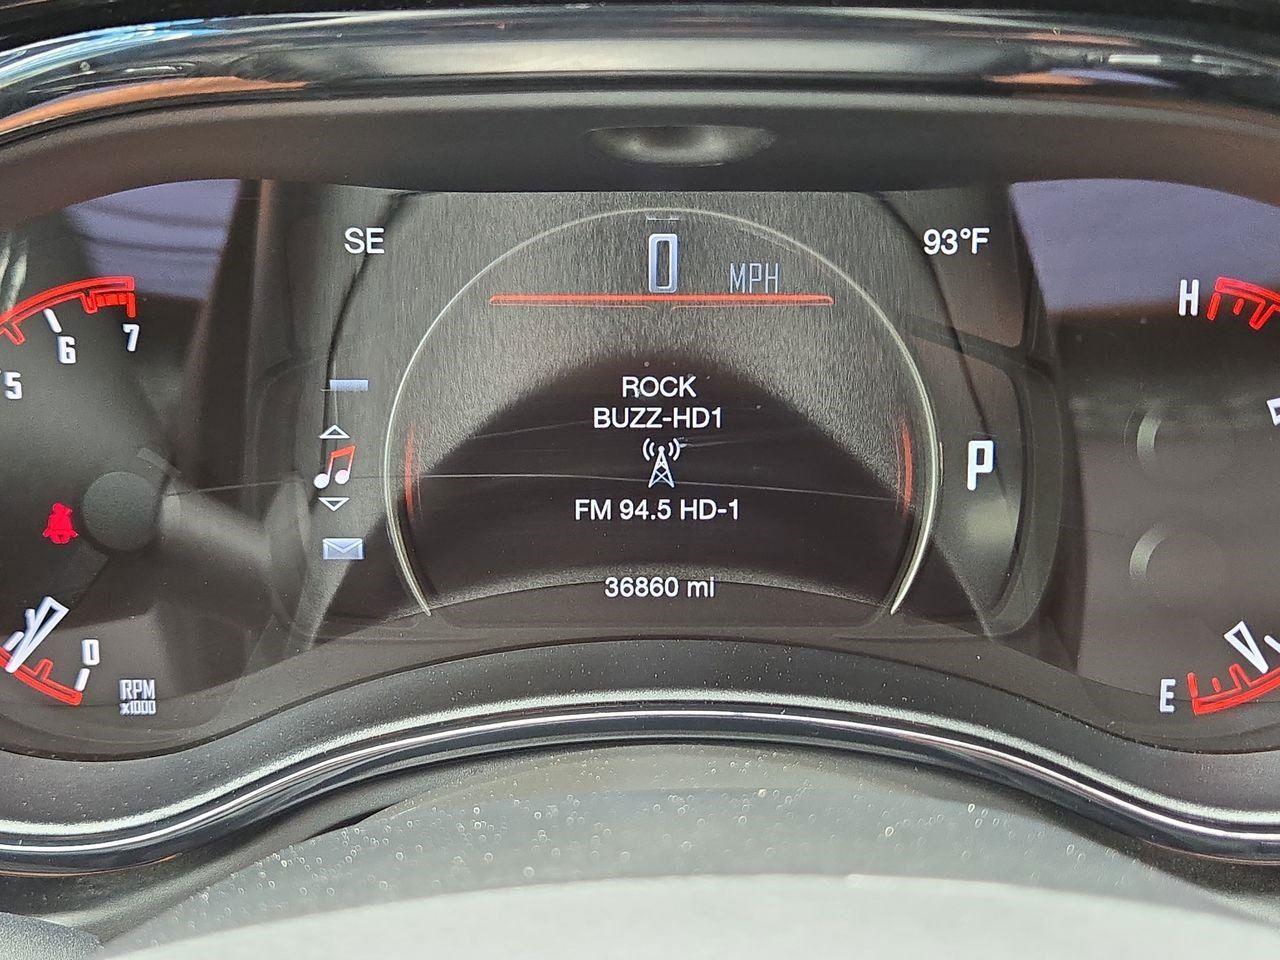 SE
93°F
0 MPH
H
5
6
7
ROCK
BUZZ-HD1
P
FM 94.5 HD-1
36860 mi
0
RPM
x1000
E